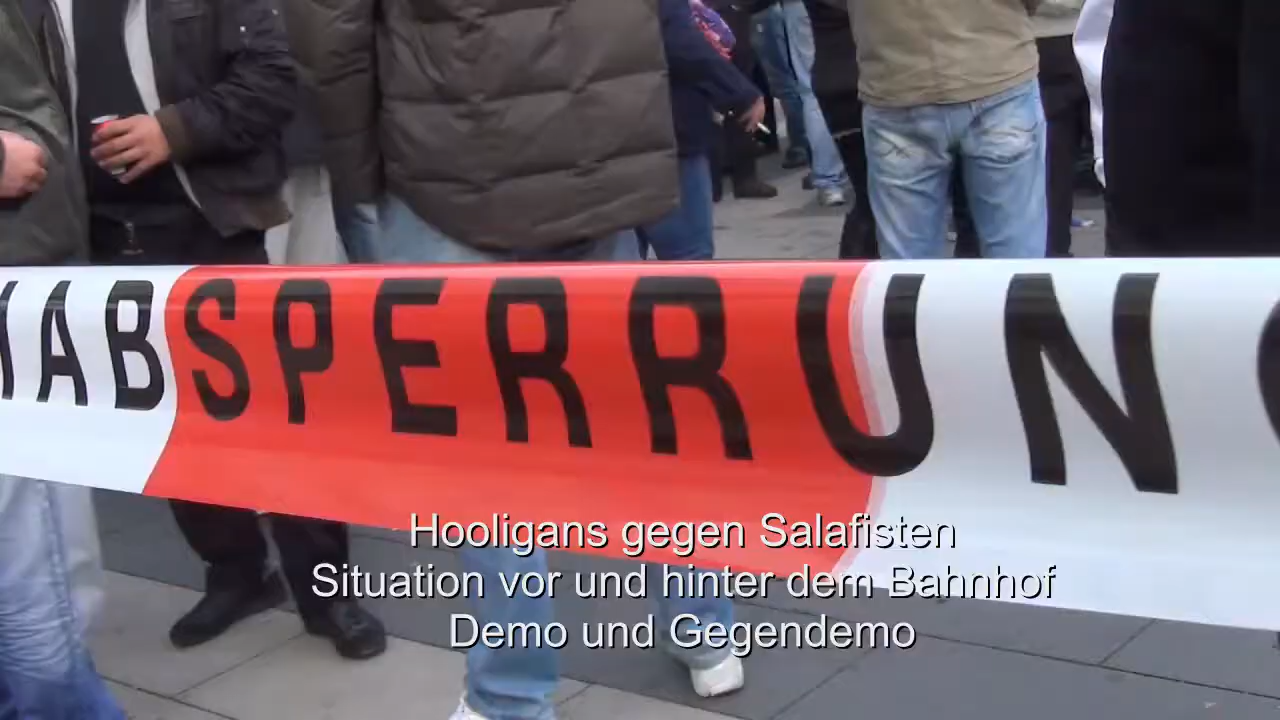 ABSPERRUN
Hooligans gegen Salafisten
Situation vor und hinter dem Bahnhof
Demo und Gegendemo